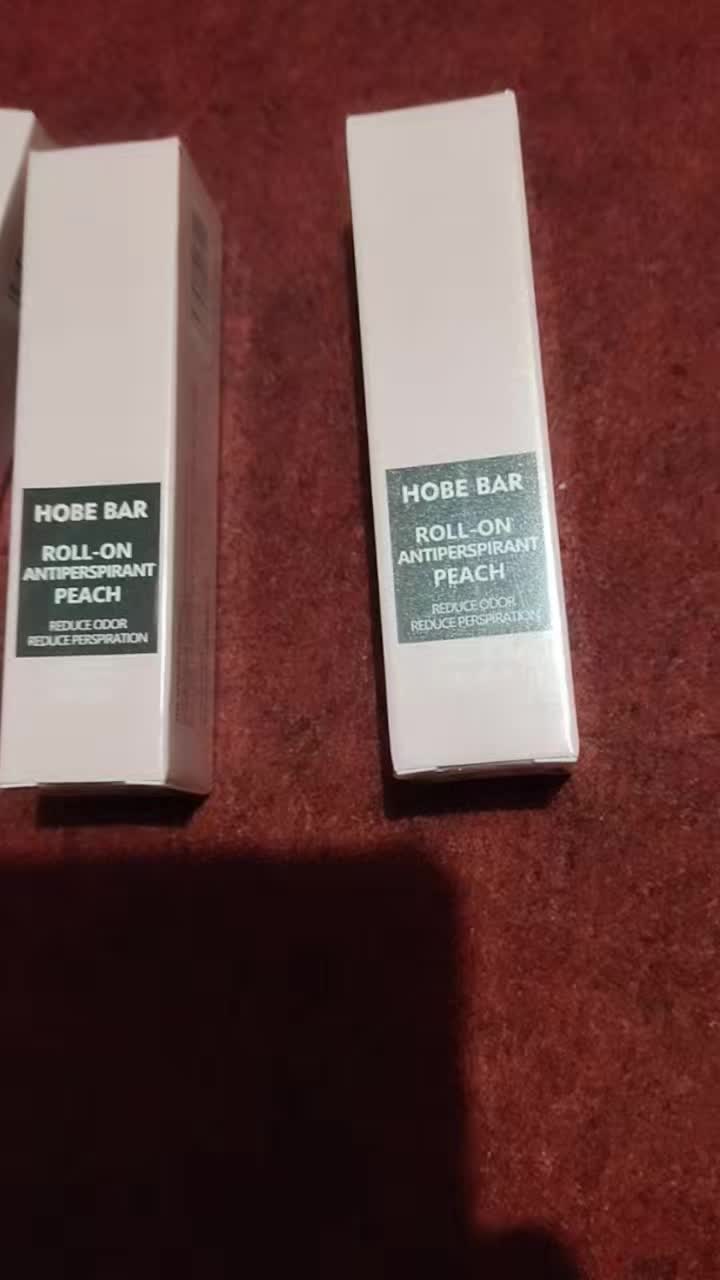 HOBE BAR
ROLL-ON
ANTIPERSPIRANT
PEACH
REDUCE ODOR
REDUCE PERSPIRATION
HOBE BAR
ROLL-ON
ANTIPERSPIRANT
PEACH
REDUCE ODOR
REDUCE PERSPIRATION